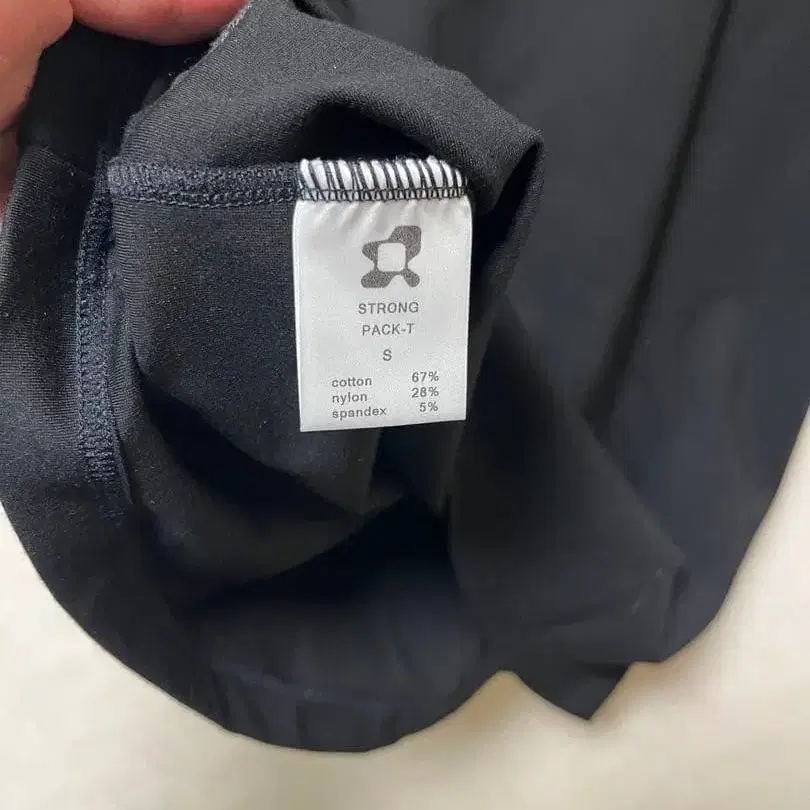 STRONG
PACK-T
S
cotton 67%
nylon 28%
spandex 5%